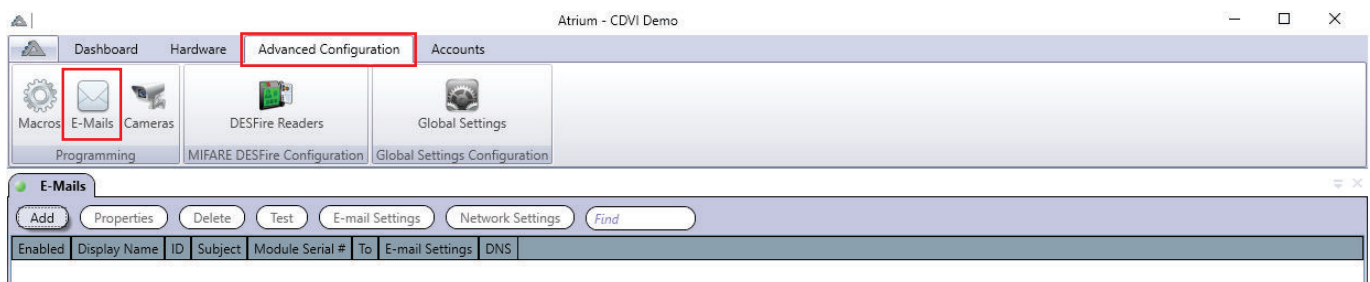 Atrium - CDVI Demo
Dashboard Hardware Advanced Configuration Accounts
Macros E-Mails Cameras DESFire Readers Global Settings
Programming MIFARE DESFire Configuration Global Settings Configuration
E-Mails
Add Properties Delete Test E-mail Settings Network Settings Find
Enabled Display Name ID Subject Module Serial # To E-mail Settings DNS